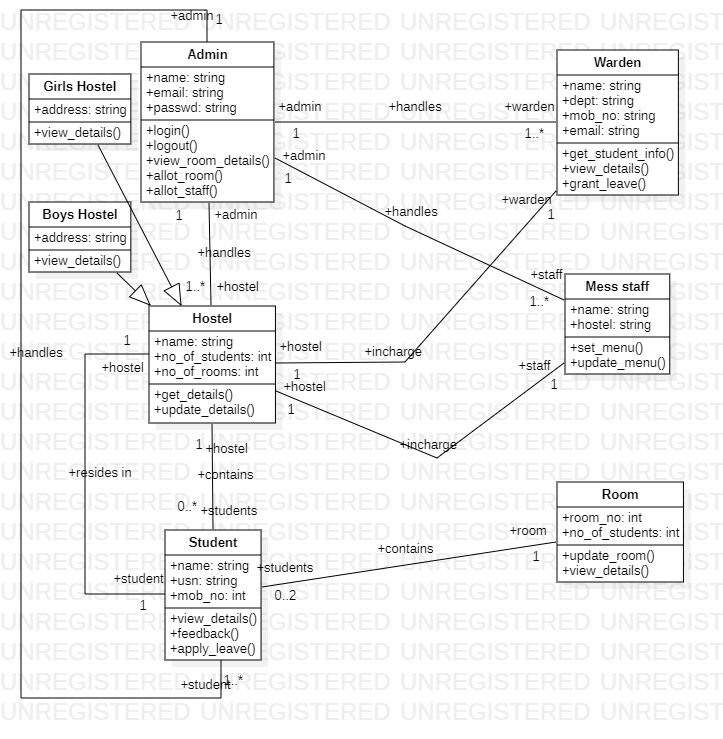 UNREGISTERED
+admin
1
Admin
+name: string
+email: string
+passwd: string
+login()
+logout()
+view_room_details()
+allot_room()
+allot_staff()
Girls Hostel
+address: string
+view_details()
Warden
+name: string
+dept: string
+mob_no: string
+email: string
+get_student_info()
+view_details()
+grant_leave()
+admin
+handles
+warden
1
1..*
+admin
1
+handles
+staff
1..*
Boys Hostel
+address: string
+view_details()
1
+admin
+handles
1..*
+hostel
+warden
1
Mess staff
+name: string
+hostel: string
+set_menu()
+update_menu()
Hostel
+name: string
+no_of_students: int
+no_of_rooms: int
+get_details()
+update_details()
+handles
1
+hostel
+hostel
1
+incharge
+hostel
1
+staff
1
+incharge
1
+hostel
+contains
0..*
+students
+resides in
+student
1
Student
+name: string
+usn: string
+mob_no: int
+view_details()
+feedback()
+apply_leave()
+students
0..2
+contains
+room
1
Room
+room_no: int
+no_of_students: int
+update_room()
+view_details()
+student
1..*